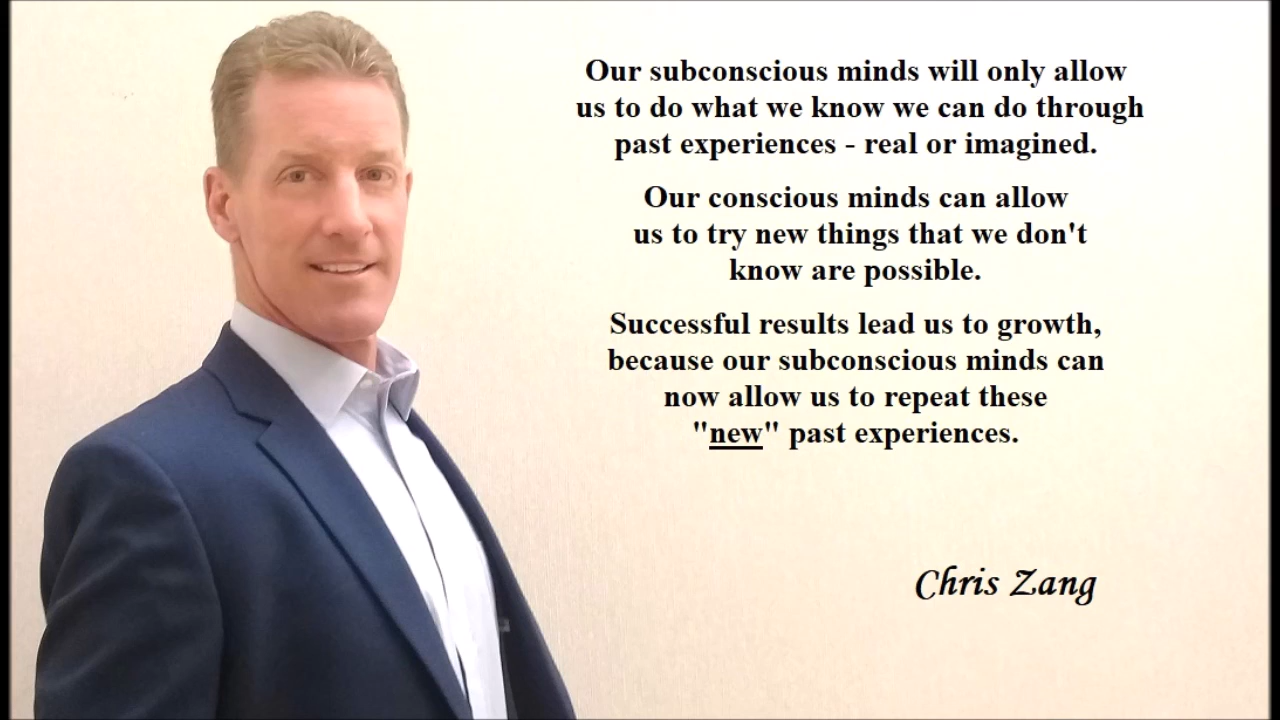 Our subconscious minds will only allow
us to do what we know we can do through
past experiences - real or imagined.
Our conscious minds can allow
us to try new things that we don't
know are possible.
Successful results lead us to growth,
because our subconscious minds can
now allow us to repeat these
"new" past experiences.
Chris Zang